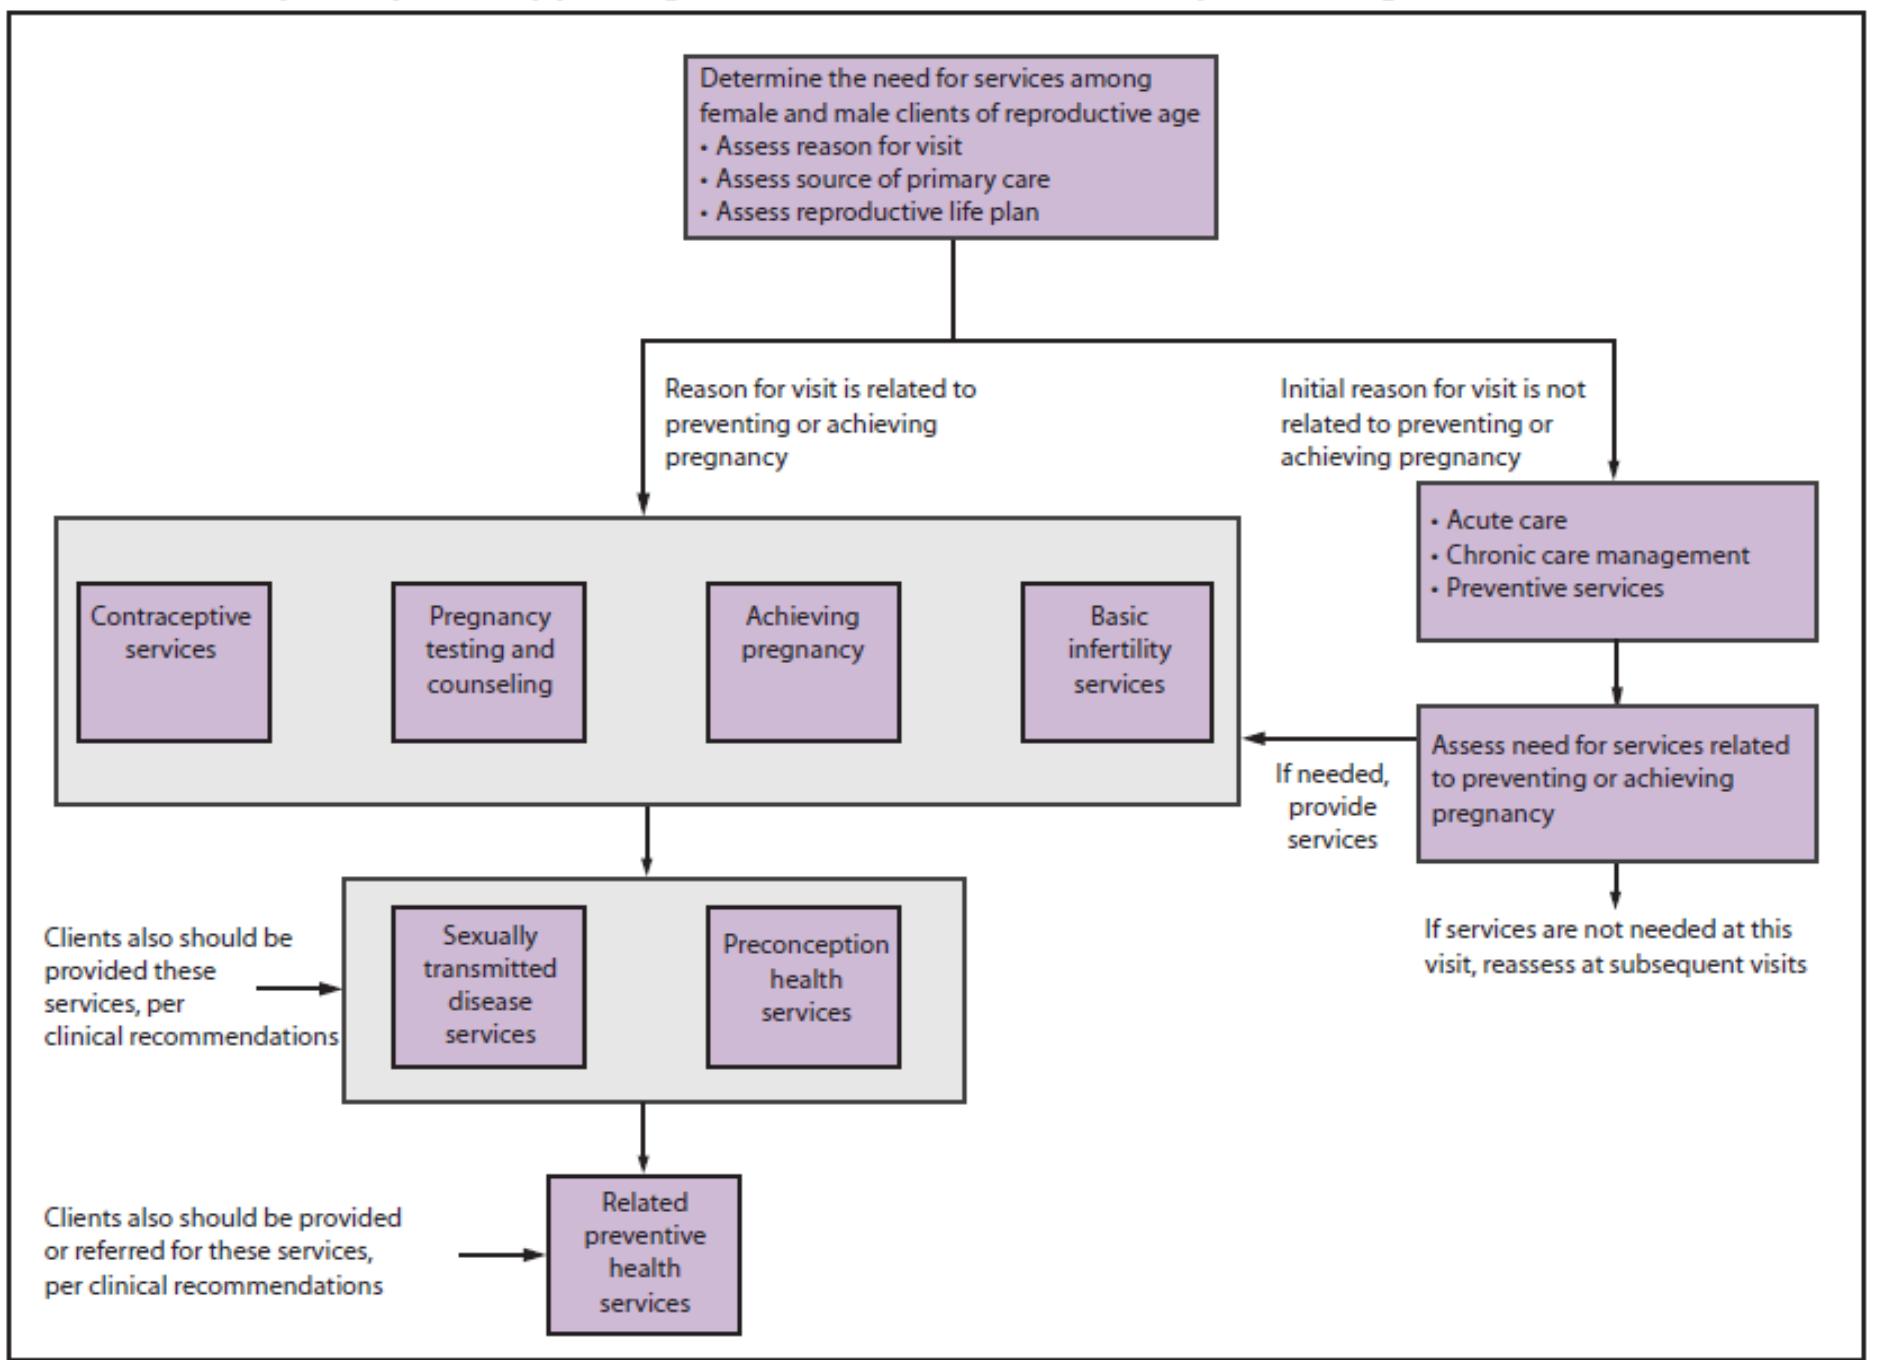 Determine the need for services among
female and male clients of reproductive age
• Assess reason for visit
• Assess source of primary care
• Assess reproductive life plan
Reason for visit is related to
preventing or achieving
pregnancy
Initial reason for visit is not
related to preventing or
achieving pregnancy
• Acute care
• Chronic care management
• Preventive services
Contraceptive
services
Pregnancy
testing and
counseling
Achieving
pregnancy
Basic
infertility
services
Assess need for services related
to preventing or achieving
pregnancy
If needed,
provide
services
If services are not needed at this
visit, reassess at subsequent visits
Clients also should be
provided these
services, per
clinical recommendations
Sexually
transmitted
disease
services
Preconception
health
services
Clients also should be provided
or referred for these services,
per clinical recommendations
Related
preventive
health
services